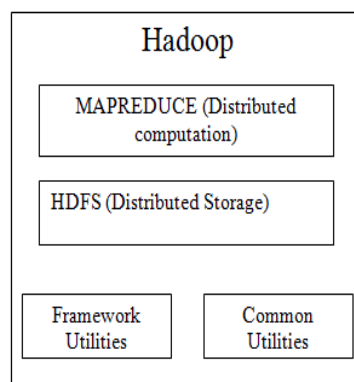 Hadoop
MAPREDUCE (Distributed
computation)
HDFS (Distributed Storage)
Framework
Utilities
Common
Utilities